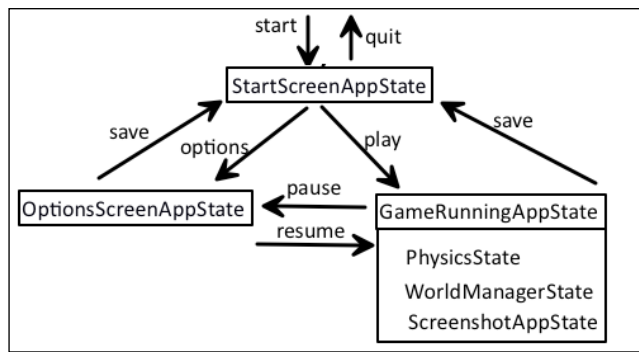 start
quit
StartScreenAppState
save
options
play
save
OptionsScreenAppState
pause
GameRunningAppState
resume
PhysicsState
WorldManagerState
ScreenshotAppState